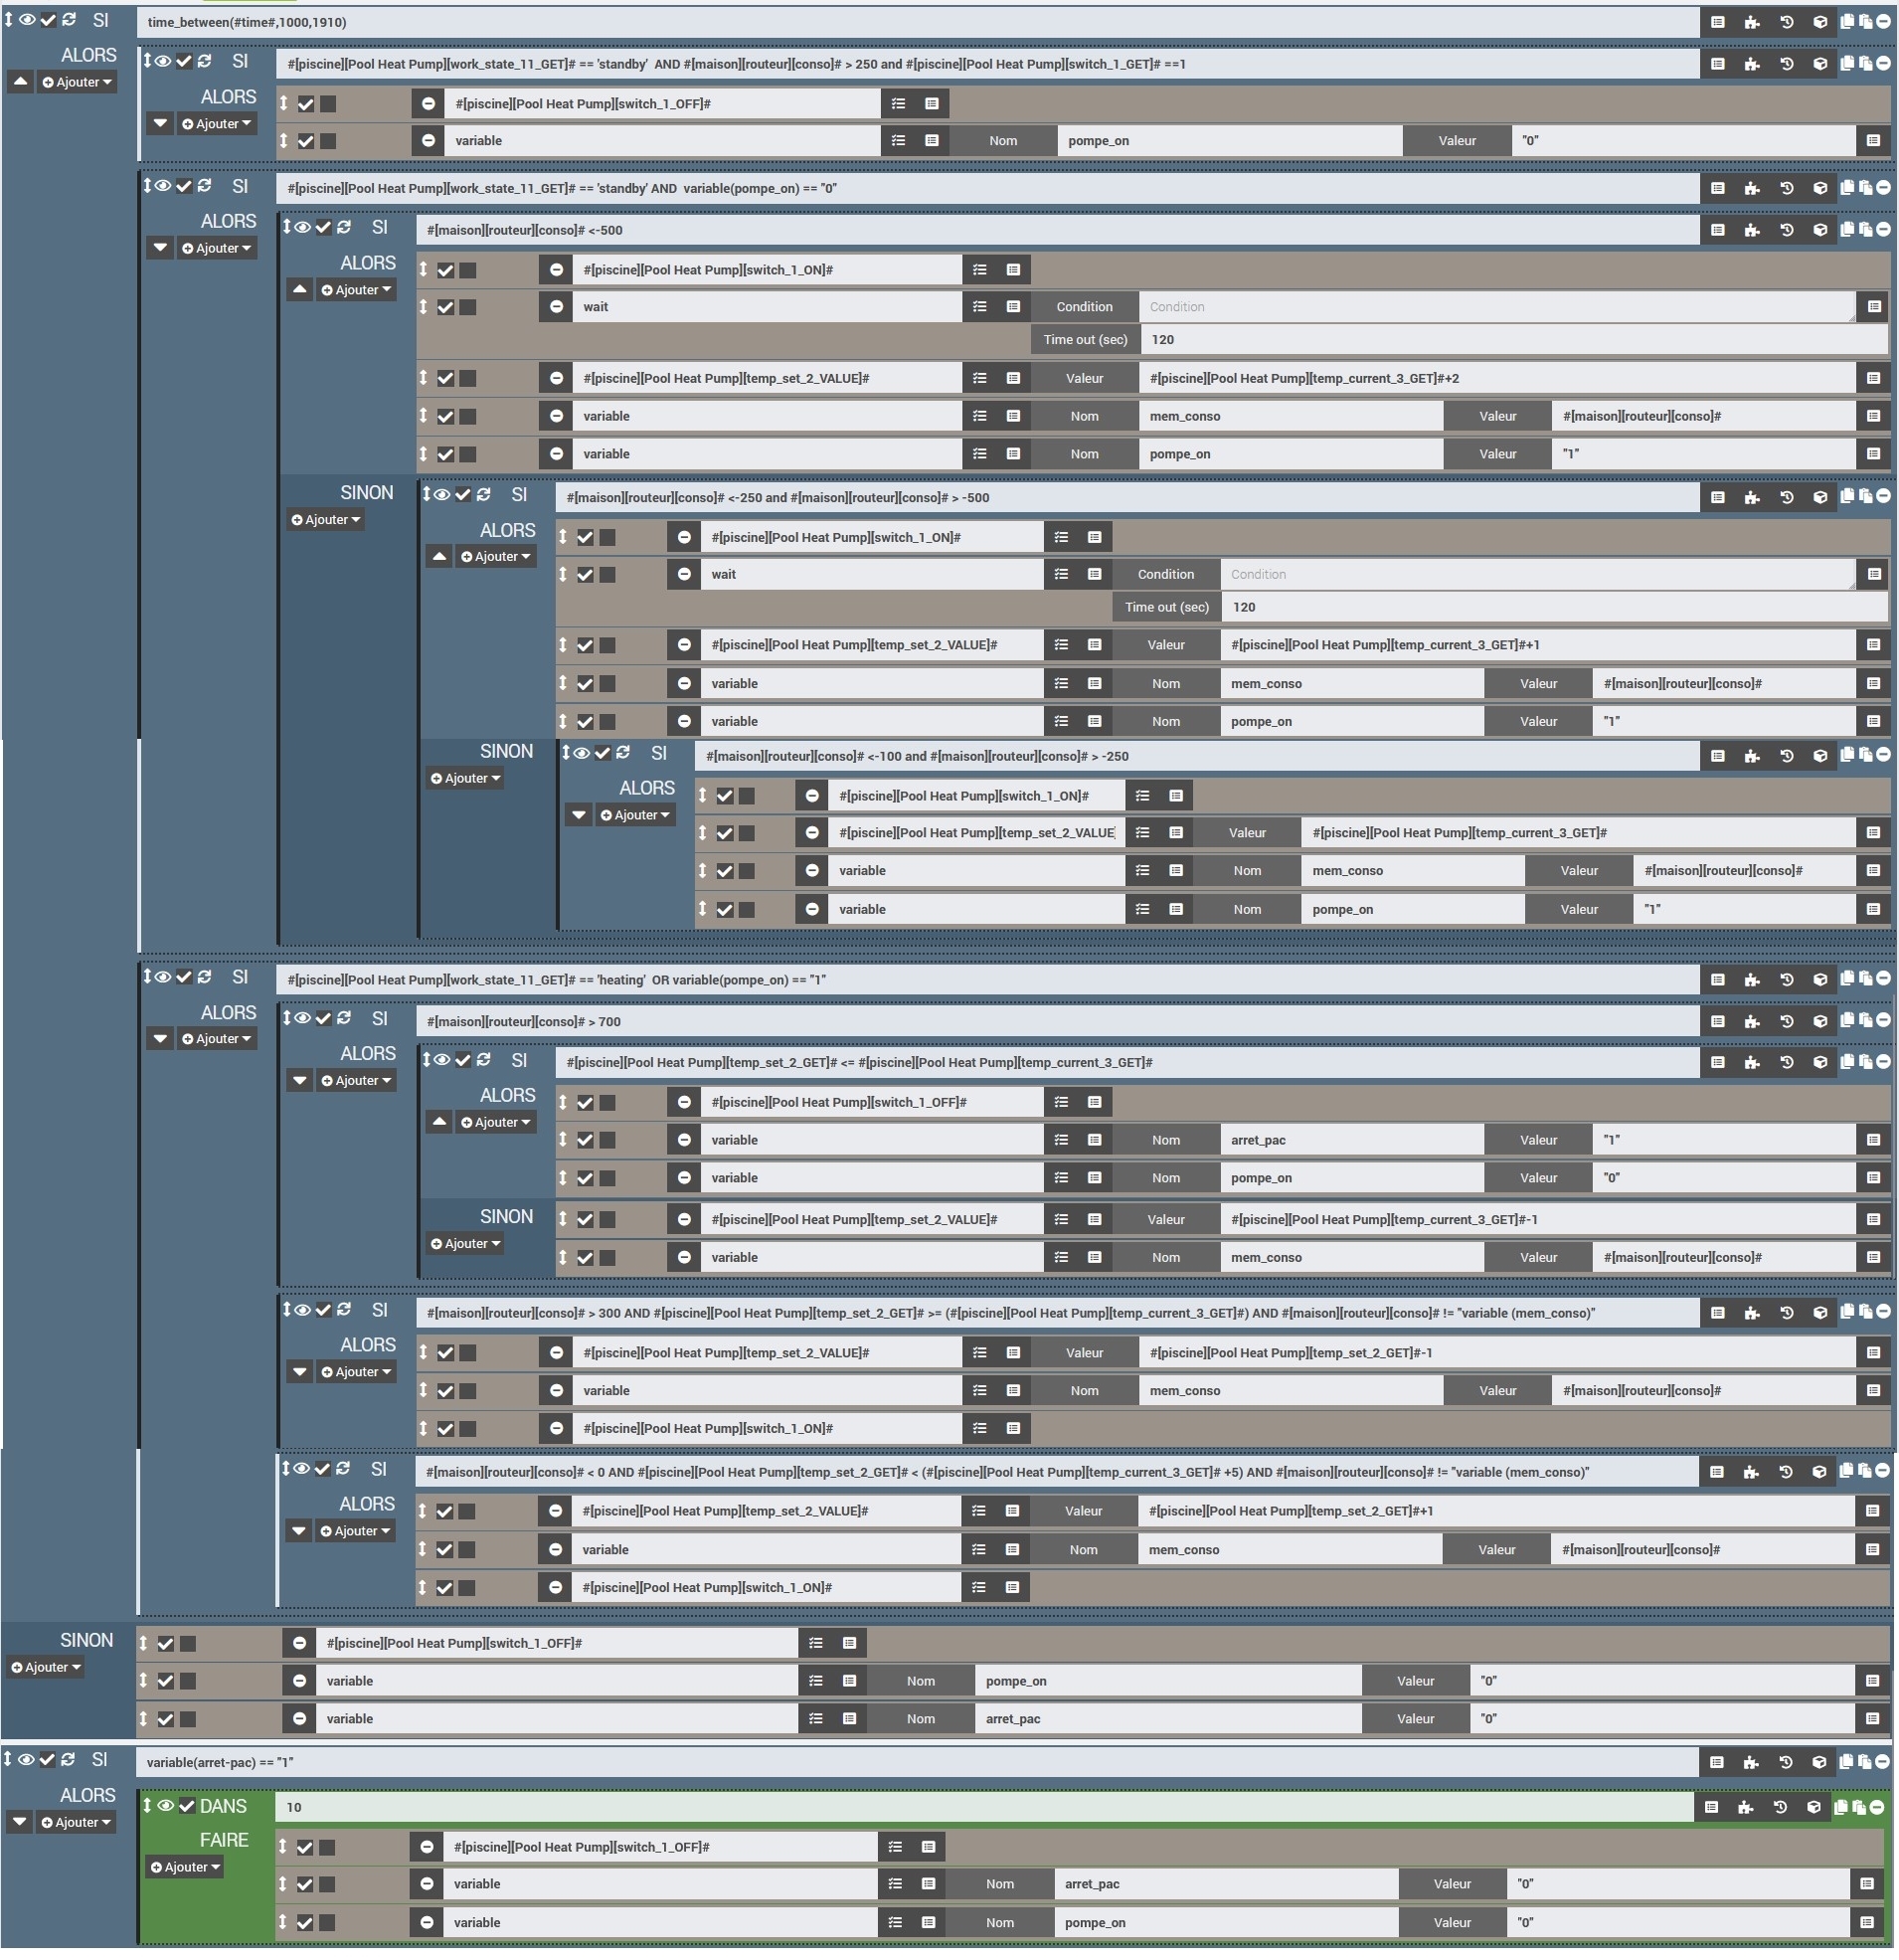 SI time_between(#time#,1000,1910)
ALORS
Ajouter
SI #[piscine][Pool Heat Pump][work_state_11_GET]# == 'standby'  AND #[maison][routeur][conso]# > 250 and #[piscine][Pool Heat Pump][switch_1_GET]# ==1
ALORS #[piscine][Pool Heat Pump][switch_1_OFF]#
Ajouter
variable Nom pompe_on Valeur "0"
SI #[piscine][Pool Heat Pump][work_state_11_GET]# == 'standby' AND  variable(pompe_on) == "0"
ALORS
Ajouter
SI #[maison][routeur][conso]# <-500
ALORS #[piscine][Pool Heat Pump][switch_1_ON]#
Ajouter
wait Condition Condition
Time out (sec) 120
#[piscine][Pool Heat Pump][temp_set_2_VALUE]# Valeur #[piscine][Pool Heat Pump][temp_current_3_GET]#+2
variable Nom mem_conso Valeur #[maison][routeur][conso]#
variable Nom pompe_on Valeur "1"
SINON
Ajouter
SI #[maison][routeur][conso]# <-250 and #[maison][routeur][conso]# > -500
ALORS #[piscine][Pool Heat Pump][switch_1_ON]#
Ajouter
wait Condition Condition
Time out (sec) 120
#[piscine][Pool Heat Pump][temp_set_2_VALUE]# Valeur #[piscine][Pool Heat Pump][temp_current_3_GET]#+1
variable Nom mem_conso Valeur #[maison][routeur][conso]#
variable Nom pompe_on Valeur "1"
SINON
Ajouter
SI #[maison][routeur][conso]# <-100 and #[maison][routeur][conso]# > -250
ALORS #[piscine][Pool Heat Pump][switch_1_ON]#
Ajouter
#[piscine][Pool Heat Pump][temp_set_2_VALUE] Valeur #[piscine][Pool Heat Pump][temp_current_3_GET]#
variable Nom mem_conso Valeur #[maison][routeur][conso]#
variable Nom pompe_on Valeur "1"
SI #[piscine][Pool Heat Pump][work_state_11_GET]# == 'heating'  OR variable(pompe_on) == "1"
ALORS
Ajouter
SI #[maison][routeur][conso]# > 700
ALORS
Ajouter
SI #[piscine][Pool Heat Pump][temp_set_2_GET]# <= #[piscine][Pool Heat Pump][temp_current_3_GET]#
ALORS #[piscine][Pool Heat Pump][switch_1_OFF]#
Ajouter
variable Nom arret_pac Valeur "1"
variable Nom pompe_on Valeur "0"
SINON #[piscine][Pool Heat Pump][temp_set_2_VALUE]# Valeur #[piscine][Pool Heat Pump][temp_current_3_GET]#-1
Ajouter
variable Nom mem_conso Valeur #[maison][routeur][conso]#
SI #[maison][routeur][conso]# > 300 AND #[piscine][Pool Heat Pump][temp_set_2_GET]# >= (#[piscine][Pool Heat Pump][temp_current_3_GET]#) AND #[maison][routeur][conso]# != "variable (mem_conso)"
ALORS #[piscine][Pool Heat Pump][temp_set_2_VALUE]# Valeur #[piscine][Pool Heat Pump][temp_set_2_GET]#-1
Ajouter
variable Nom mem_conso Valeur #[maison][routeur][conso]#
#[piscine][Pool Heat Pump][switch_1_ON]#
SI #[maison][routeur][conso]# < 0 AND #[piscine][Pool Heat Pump][temp_set_2_GET]# < (#[piscine][Pool Heat Pump][temp_current_3_GET]# +5) AND #[maison][routeur][conso]# != "variable (mem_conso)"
ALORS #[piscine][Pool Heat Pump][temp_set_2_VALUE]# Valeur #[piscine][Pool Heat Pump][temp_set_2_GET]#+1
Ajouter
variable Nom mem_conso Valeur #[maison][routeur][conso]#
#[piscine][Pool Heat Pump][switch_1_ON]#
SINON #[piscine][Pool Heat Pump][switch_1_OFF]#
Ajouter
variable Nom pompe_on Valeur "0"
variable Nom arret_pac Valeur "0"
SI variable(arret-pac) == "1"
ALORS
Ajouter
DANS 10
FAIRE #[piscine][Pool Heat Pump][switch_1_OFF]#
Ajouter
variable Nom arret_pac Valeur "0"
variable Nom pompe_on Valeur "0"